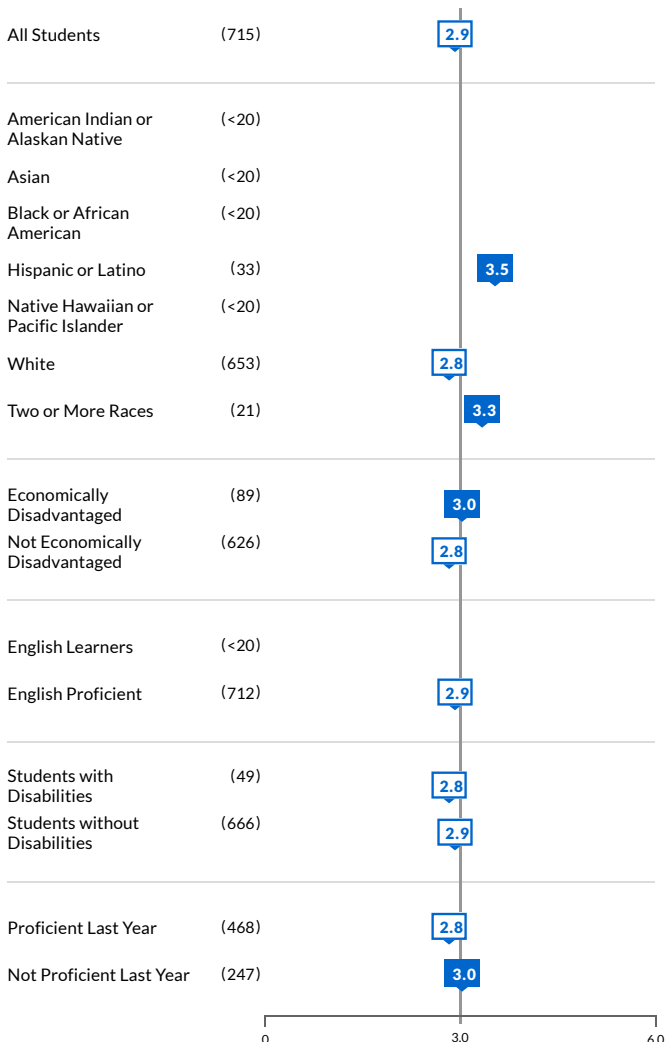 All Students (715) 2.9
American Indian or (<20)
Alaskan Native
Asian (<20)
Black or African (<20)
American
Hispanic or Latino (33) 3.5
Native Hawaiian or (<20)
Pacific Islander
White (653) 2.8
Two or More Races (21) 3.3
Economically (89) 3.0
Disadvantaged
Not Economically (626) 2.8
Disadvantaged
English Learners (<20)
English Proficient (712) 2.9
Students with (49) 2.8
Disabilities
Students without (666) 2.9
Disabilities
Proficient Last Year (468) 2.8
Not Proficient Last Year (247) 3.0
0 3.0 6.0